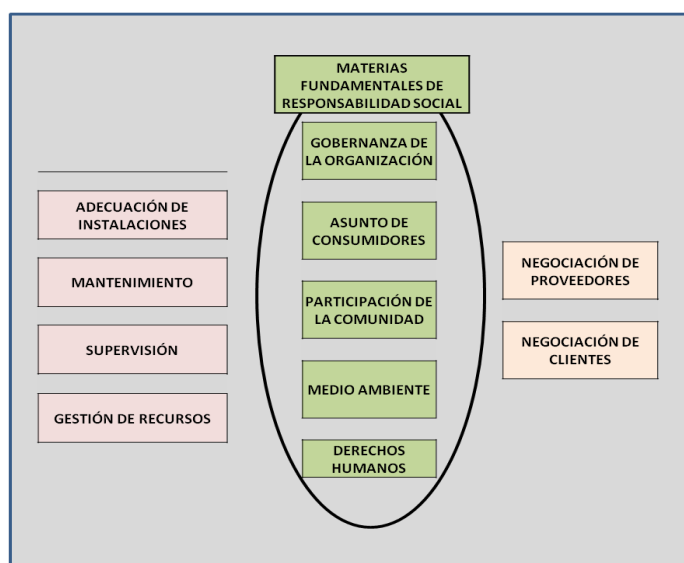 MATERIAS
FUNDAMENTALES DE
RESPONSABILIDAD SOCIAL
GOBERNANZA DE
LA ORGANIZACIÓN
ASUNTO DE
CONSUMIDORES
PARTICIPACIÓN DE
LA COMUNIDAD
MEDIO AMBIENTE
DERECHOS
HUMANOS
ADECUACIÓN DE
INSTALACIONES
MANTENIMIENTO
SUPERVISIÓN
GESTIÓN DE RECURSOS
NEGOCIACIÓN DE
PROVEEDORES
NEGOCIACIÓN DE
CLIENTES